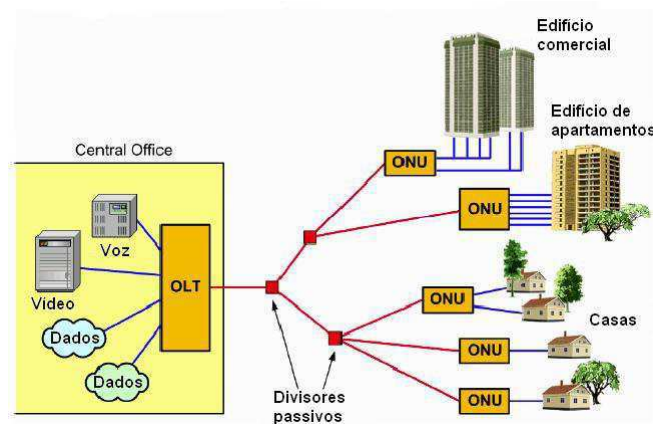 Edifício
comercial
Edifício de
apartamentos
Central Office
ONU
ONU
Voz
OLT
Vídeo
ONU
Casas
Dados
ONU
Dados
Divisores
passivos
ONU